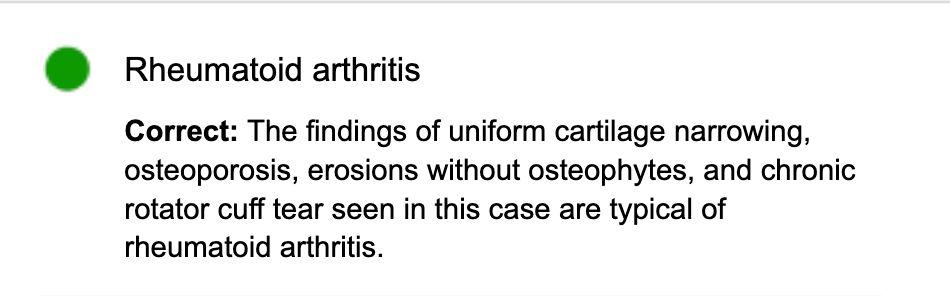 Rheumatoid arthritis
Correct: The findings of uniform cartilage narrowing,
osteoporosis, erosions without osteophytes, and chronic
rotator cuff tear seen in this case are typical of
rheumatoid arthritis.